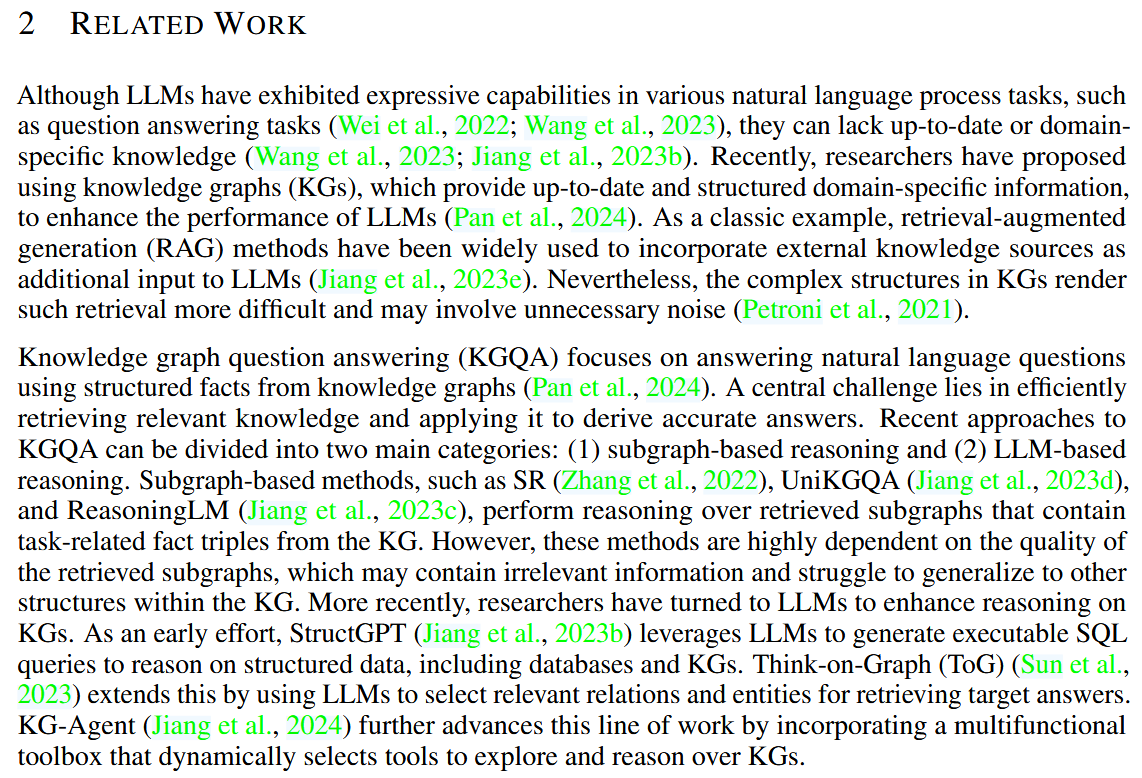 2 RELATED WORK
Although LLMs have exhibited expressive capabilities in various natural language process tasks, such
as question answering tasks (Wei et al., 2022; Wang et al., 2023), they can lack up-to-date or domain-
specific knowledge (Wang et al., 2023; Jiang et al., 2023b). Recently, researchers have proposed
using knowledge graphs (KGs), which provide up-to-date and structured domain-specific information,
to enhance the performance of LLMs (Pan et al., 2024). As a classic example, retrieval-augmented
generation (RAG) methods have been widely used to incorporate external knowledge sources as
additional input to LLMs (Jiang et al., 2023e). Nevertheless, the complex structures in KGs render
such retrieval more difficult and may involve unnecessary noise (Petroni et al., 2021).
Knowledge graph question answering (KGQA) focuses on answering natural language questions
using structured facts from knowledge graphs (Pan et al., 2024). A central challenge lies in efficiently
retrieving relevant knowledge and applying it to derive accurate answers. Recent approaches to
KGQA can be divided into two main categories: (1) subgraph-based reasoning and (2) LLM-based
reasoning. Subgraph-based methods, such as SR (Zhang et al., 2022), UniKGQA (Jiang et al., 2023d),
and ReasoningLM (Jiang et al., 2023c), perform reasoning over retrieved subgraphs that contain
task-related fact triples from the KG. However, these methods are highly dependent on the quality of
the retrieved subgraphs, which may contain irrelevant information and struggle to generalize to other
structures within the KG. More recently, researchers have turned to LLMs to enhance reasoning on
KGs. As an early effort, StructGPT (Jiang et al., 2023b) leverages LLMs to generate executable SQL
queries to reason on structured data, including databases and KGs. Think-on-Graph (ToG) (Sun et al.,
2023) extends this by using LLMs to select relevant relations and entities for retrieving target answers.
KG-Agent (Jiang et al., 2024) further advances this line of work by incorporating a multifunctional
toolbox that dynamically selects tools to explore and reason over KGs.